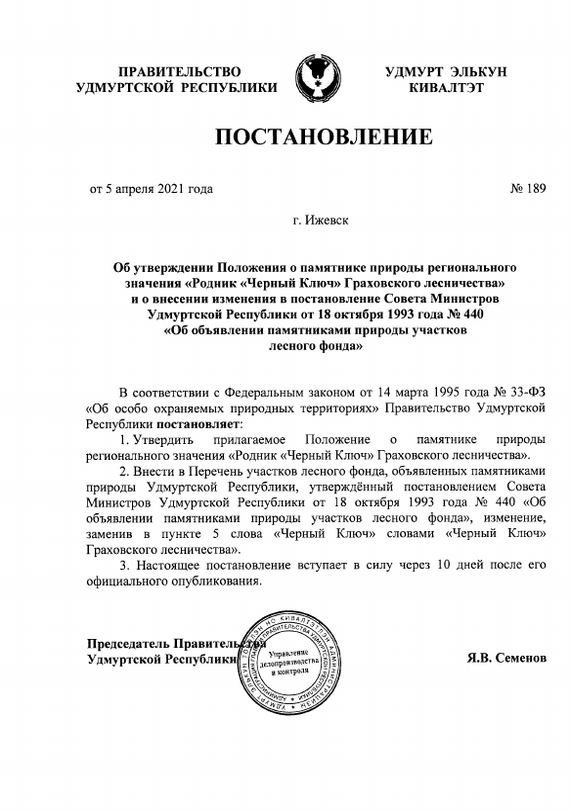 ПРАВИТЕЛЬСТВО
УДМУРТСКОЙ РЕСПУБЛИКИ
УДМУРТ ЭЛЬКУН
КИВАЛТЭТ
ПОСТАНОВЛЕНИЕ
от 5 апреля 2021 года
№ 189
г. Ижевск
Об утверждении Положения о памятнике природы регионального
значения «Родник «Черный Ключ» Граховского лесничества»
и о внесении изменения в постановление Совета Министров
Удмуртской Республики от 18 октября 1993 года № 440
«Об объявлении памятниками природы участков
лесного фонда»
В соответствии с Федеральным законом от 14 марта 1995 года № 33-ФЗ
«Об особо охраняемых природных территориях» Правительство Удмуртской
Республики постановляет:
1. Утвердить прилагаемое Положение о памятнике природы
регионального значения «Родник «Черный Ключ» Граховского лесничества».
2. Внести в Перечень участков лесного фонда, объявленных памятниками
природы Удмуртской Республики, утверждённый постановлением Совета
Министров Удмуртской Республики от 18 октября 1993 года № 440 «Об
объявлении памятниками природы участков лесного фонда», изменение,
заменив в пункте 5 слова «Черный Ключ» словами «Черный Ключ»
Граховского лесничества».
3. Настоящее постановление вступает в силу через 10 дней после его
официального опубликования.
Председатель Правительства
Удмуртской Республики
Я.В. Семенов
Управление
делопроизводства
и контроля